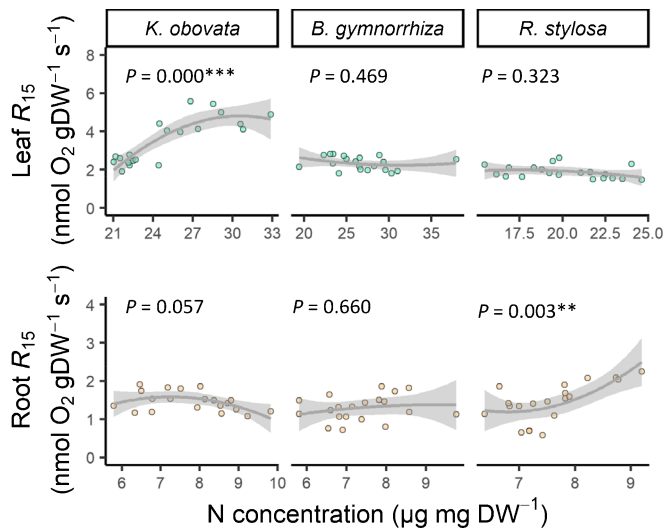 K. obovata B. gymnorrhiza R. stylosa
Leaf R15
(nmol O2 gDW−1 s−1)
P = 0.000*** P = 0.469 P = 0.323
8
6
4
2
0
21 24 27 30 33 20 25 30 35 17.5 20.0 22.5 25.0
Root R15
(nmol O2 gDW−1 s−1)
P = 0.057 P = 0.660 P = 0.003**
4
3
2
1
0
6 7 8 9 10 6 7 8 9 7 8 9
N concentration (µg mg DW−1)